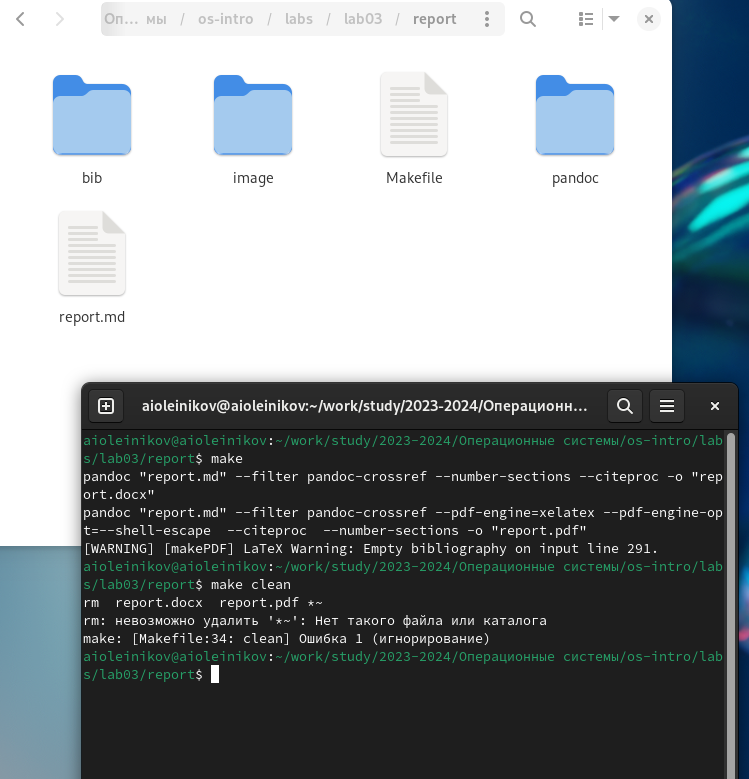 Оп... мы / os-intro / labs / lab03 / report
bib
image
Makefile
pandoc
report.md
aioleinikov@aioleinikov:~/work/study/2023-2024/Операционн...
aioleinikov@aioleinikov:~/work/study/2023-2024/Операционные системы/os-intro/lab
s/lab03/report$ make
pandoc "report.md" --filter pandoc-crossref --number-sections --citeproc -o "rep
ort.docx"
pandoc "report.md" --filter pandoc-crossref --pdf-engine=xelatex --pdf-engine-op
t=--shell-escape  --citeproc  --number-sections -o "report.pdf"
[WARNING] [makePDF] LaTeX Warning: Empty bibliography on input line 291.
aioleinikov@aioleinikov:~/work/study/2023-2024/Операционные системы/os-intro/lab
s/lab03/report$ make clean
rm  report.docx  report.pdf *~
rm: невозможно удалить '*~': Нет такого файла или каталога
make: [Makefile:34: clean] Ошибка 1 (игнорирование)
aioleinikov@aioleinikov:~/work/study/2023-2024/Операционные системы/os-intro/lab
s/lab03/report$